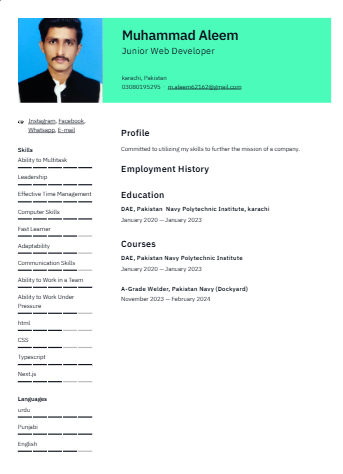 Muhammad Aleem
Junior Web Developer
karachi, Pakistan
03080195295 m.aleem62162@gmail.com
Instagram, Facebook,
Whatsapp, E-mail
Skills
Ability to Multitask
Leadership
Effective Time Management
Computer Skills
Fast Learner
Adaptability
Communication Skills
Ability to Work in a Team
Ability to Work Under
Pressure
html
CSS
Typescript
Next.js
Languages
urdu
Punjabi
English
Profile
Committed to utilizing my skills to further the mission of a company.
Employment History
Education
DAE, Pakistan Navy Polytechnic Institute, karachi
January 2020 — January 2023
Courses
DAE, Pakistan Navy Polytechnic Institute
January 2020 — January 2023
A-Grade Welder, Pakistan Navy (Dockyard)
November 2023 — February 2024